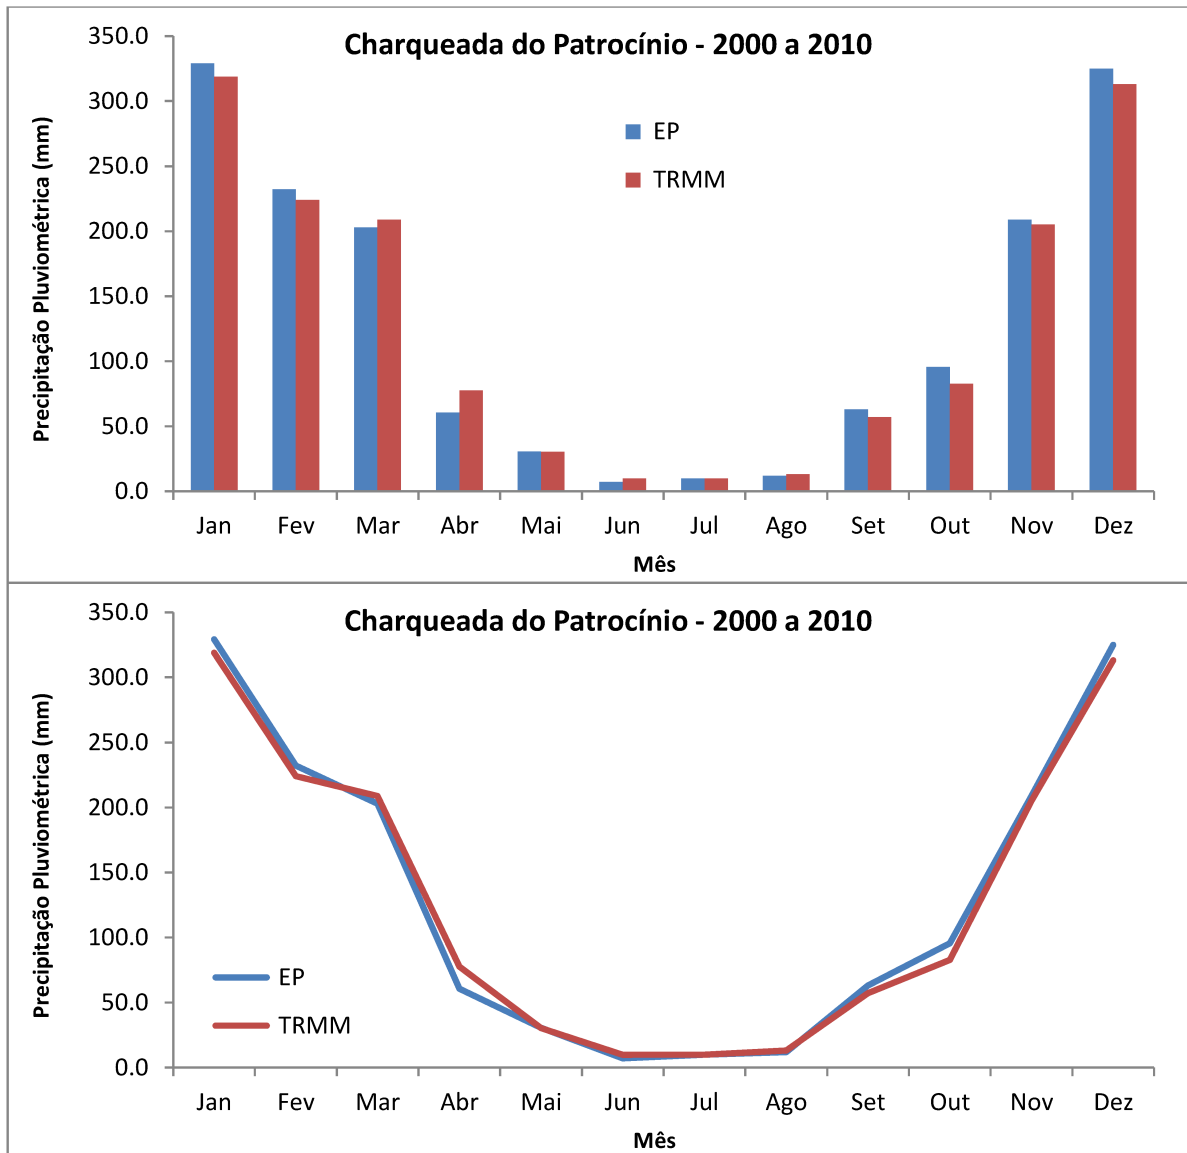 Charqueada do Patrocínio - 2000 a 2010
Precipitação Pluviométrica (mm)
350.0
300.0
250.0
200.0
150.0
100.0
50.0
0.0
EP
TRMM
Jan Fev Mar Abr Mai Jun Jul Ago Set Out Nov Dez
Mês
Charqueada do Patrocínio - 2000 a 2010
Precipitação Pluviométrica (mm)
350.0
300.0
250.0
200.0
150.0
100.0
50.0
0.0
EP
TRMM
Jan Fev Mar Abr Mai Jun Jul Ago Set Out Nov Dez
Mês